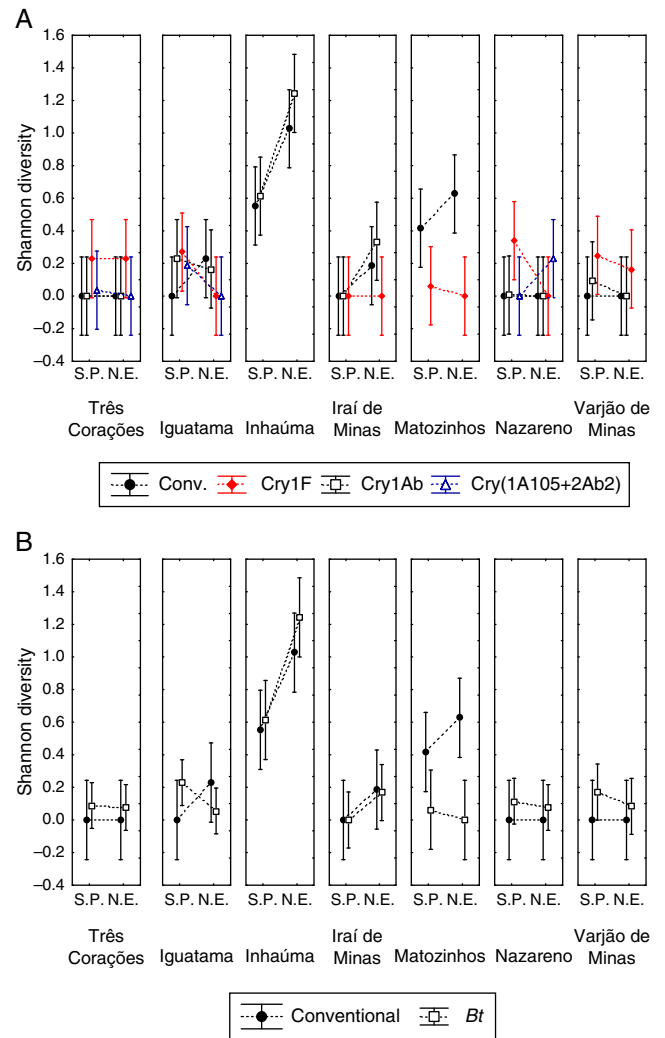 A
Shannon diversity
1.6
1.4
1.2
1.0
0.8
0.6
0.4
0.2
0.0
−0.2
−0.4
S.P. N.E. S.P. N.E. S.P. N.E. S.P. N.E. S.P. N.E. S.P. N.E. S.P. N.E.
Três Corações
Iguatama
Inhaúma
Iraí de Minas
Matozinhos
Nazareno
Varjão de Minas
Conv. Cry1F Cry1Ab Cry(1A105+2Ab2)
B
Shannon diversity
1.6
1.4
1.2
1.0
0.8
0.6
0.4
0.2
0.0
−0.2
−0.4
S.P. N.E. S.P. N.E. S.P. N.E. S.P. N.E. S.P. N.E. S.P. N.E. S.P. N.E.
Três Corações
Iguatama
Inhaúma
Iraí de Minas
Matozinhos
Nazareno
Varjão de Minas
Conventional Bt